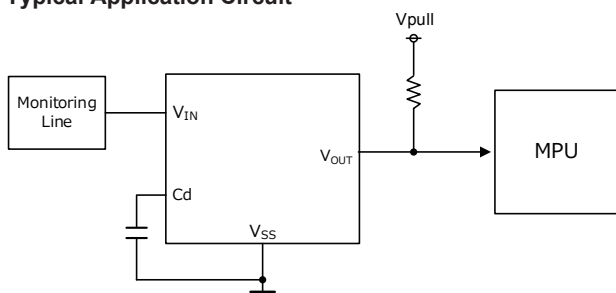 Typical Application Circuit
Vpull
Monitoring
Line
VIN
VOUT
MPU
Cd
VSS